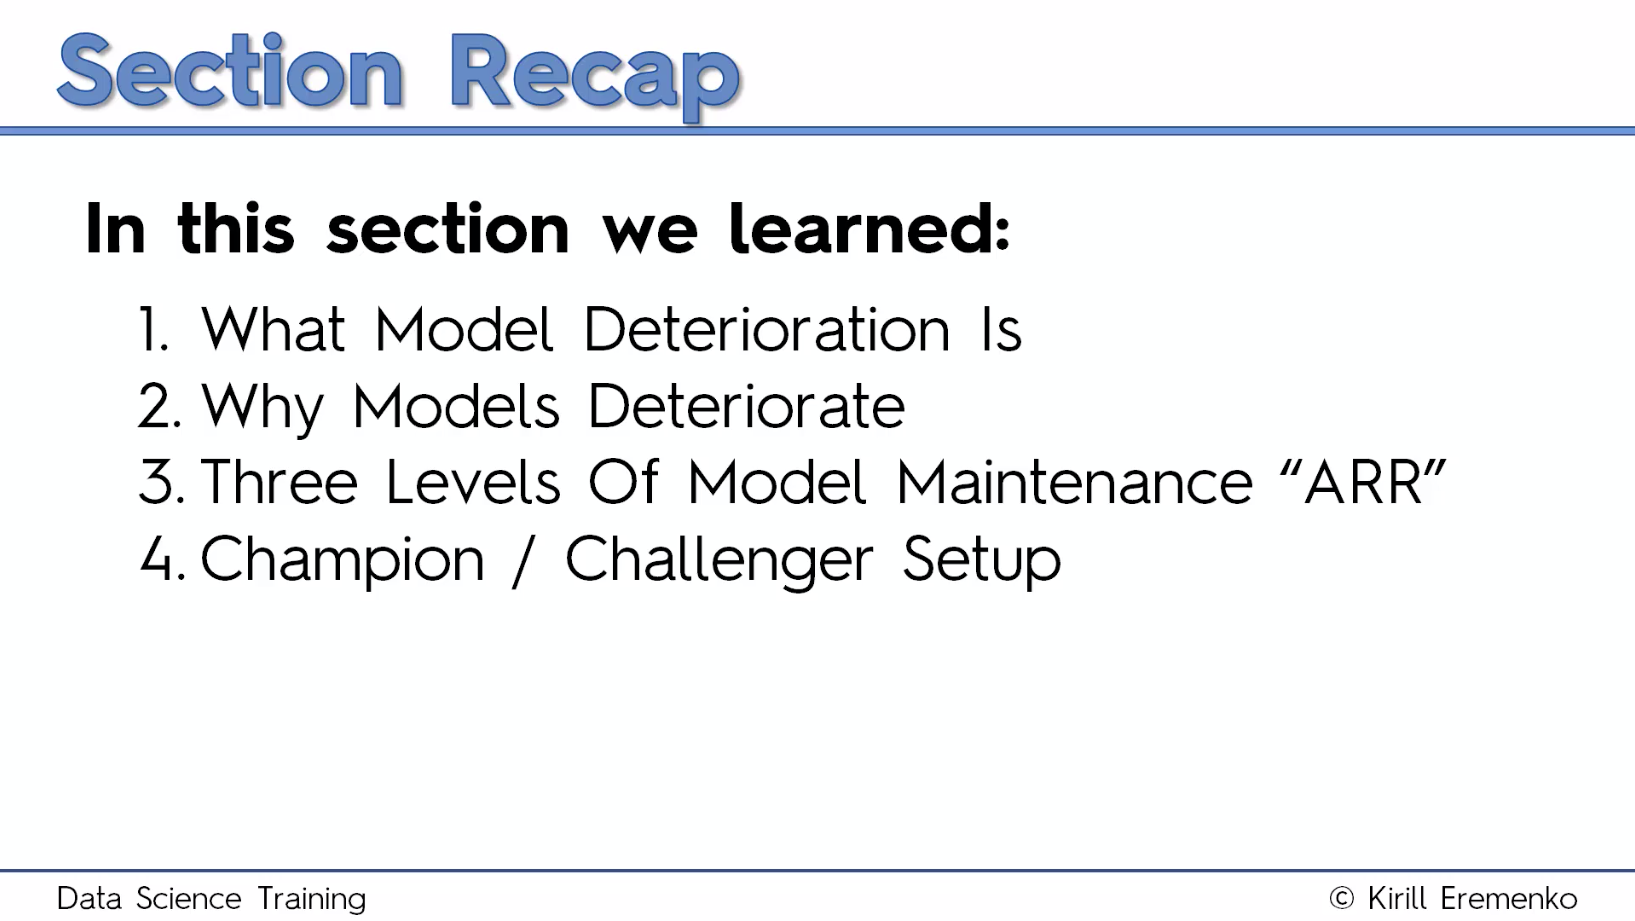 Section Recap
In this section we learned:
1. What Model Deterioration Is
2. Why Models Deteriorate
3. Three Levels Of Model Maintenance “ARR”
4. Champion / Challenger Setup
Data Science Training
© Kirill Eremenko